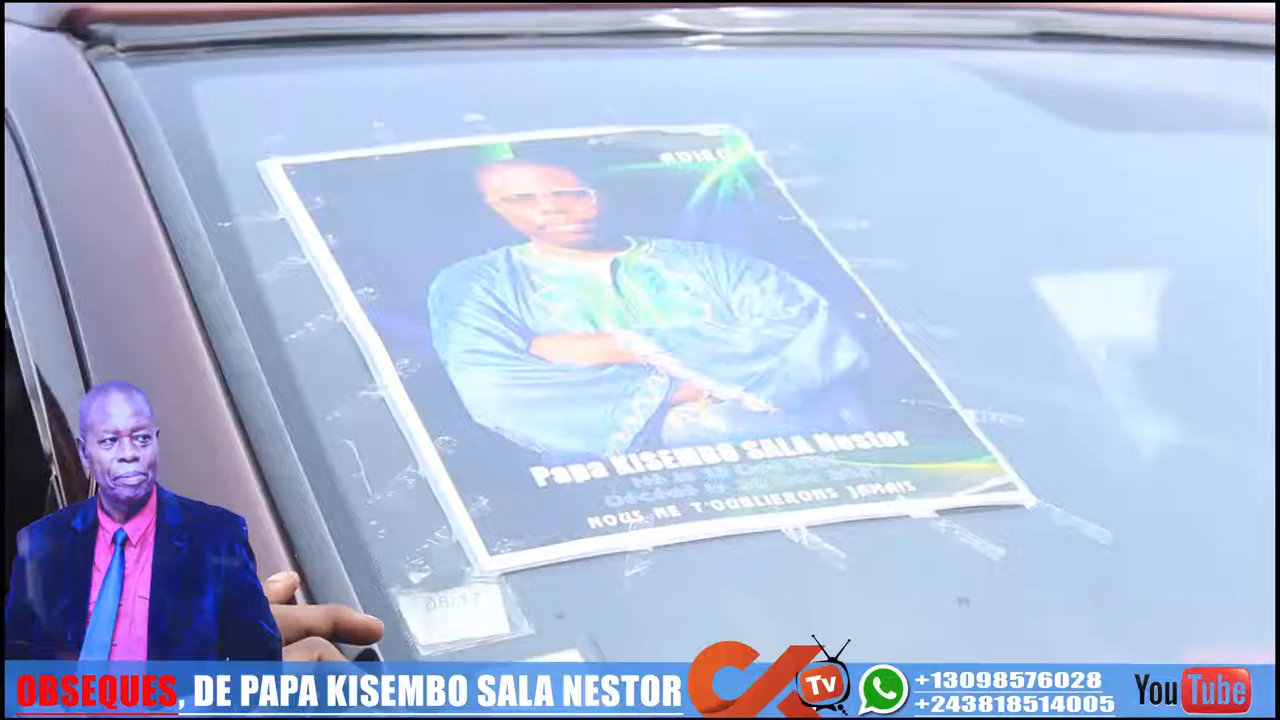 Papa KISEMBO SALA Nestor
NOUS NE T'OUBLIERONS JAMAIS
08/17
OBSEQUES, DE PAPA KISEMBO SALA NESTOR
Tv
+13098576028
+243818514005
YouTube